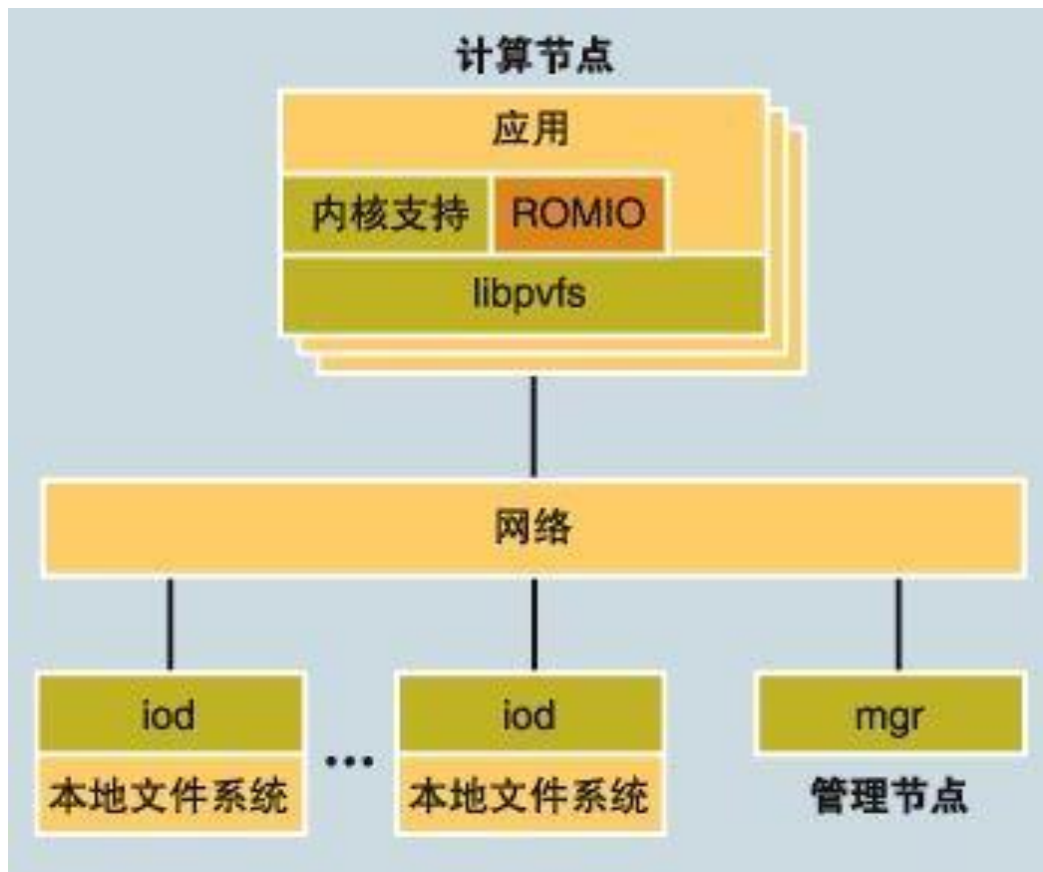 计算节点
应用
内核支持 ROMIO
libpvfs
网络
iod ... iod mgr
本地文件系统 本地文件系统 管理节点